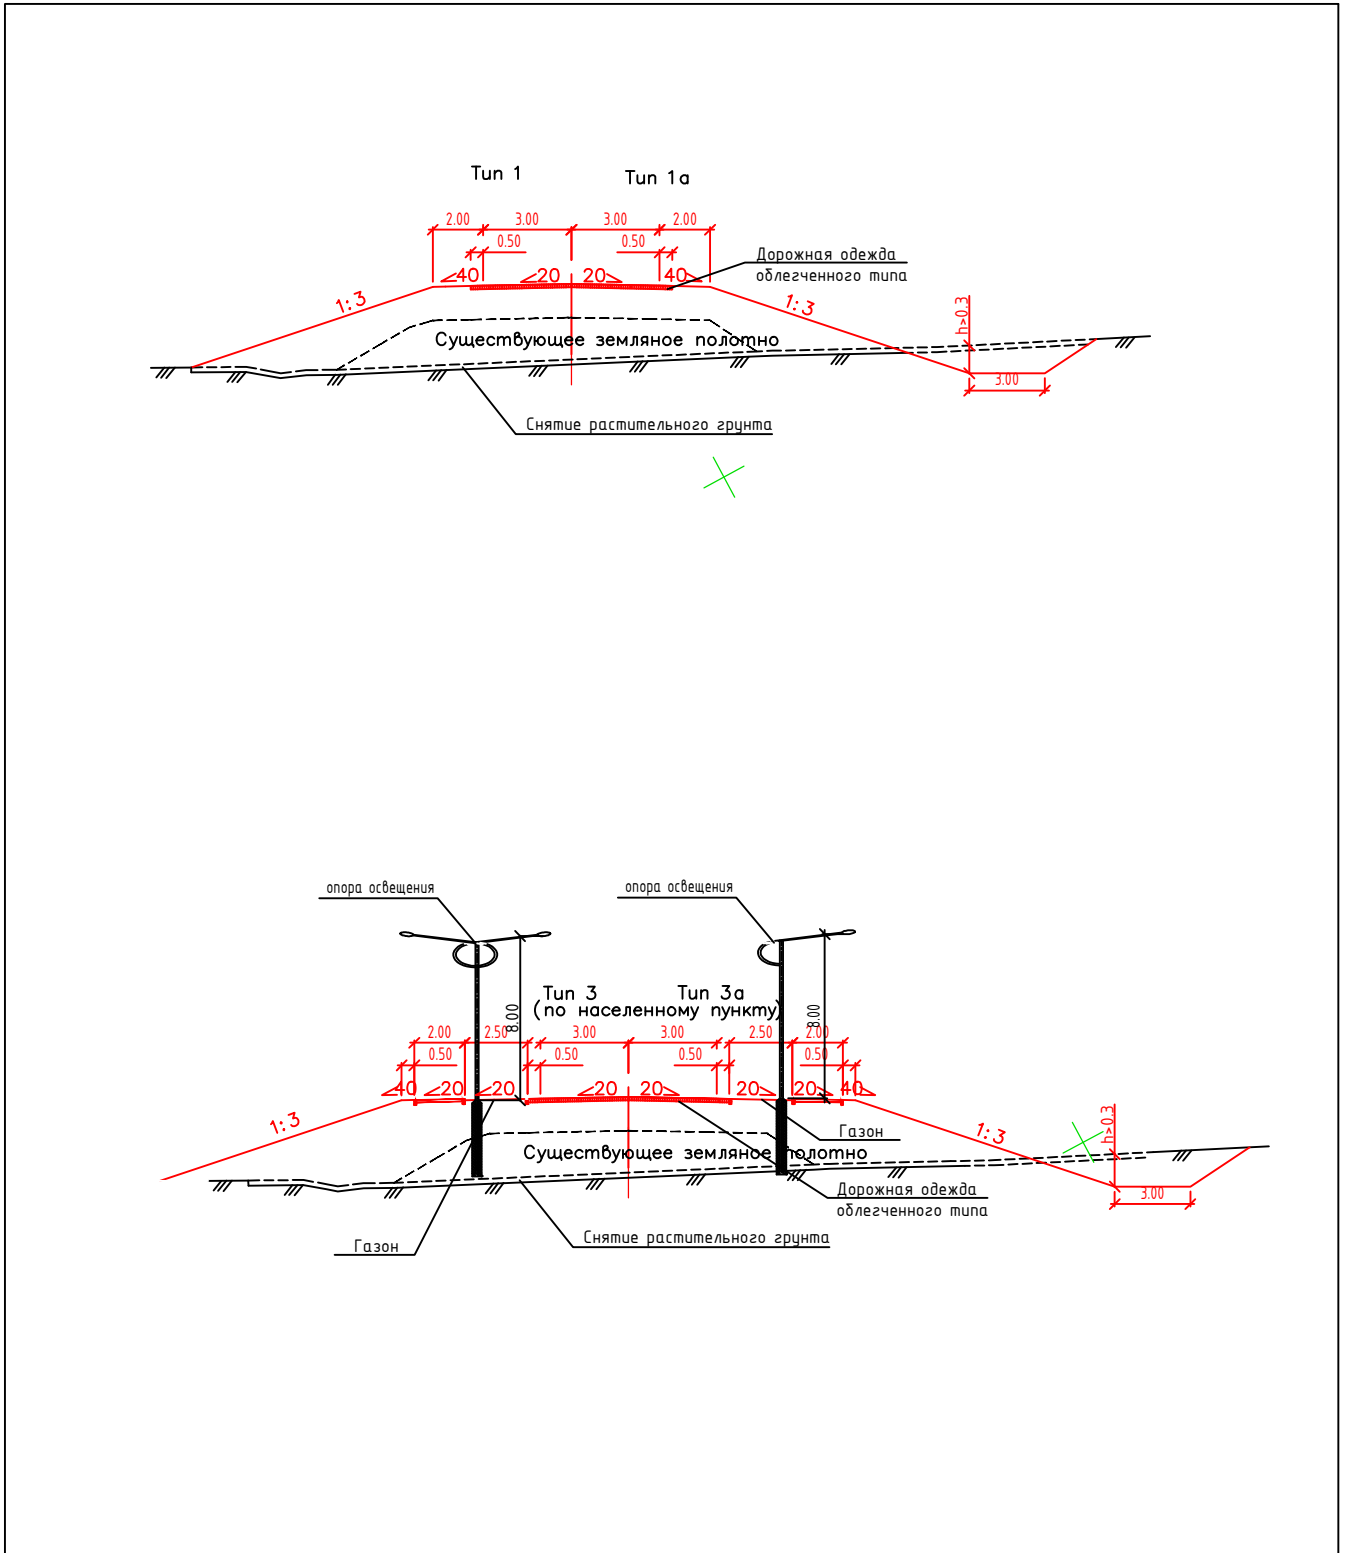 Тип 1
Тип 1а
2.00 3.00 3.00 2.00
0.50 0.50
Дорожная одежда
облегченного типа
40 20 20 40
1:3
1:3
h>0.3
Существующее земляное полотно
3.00
Снятие растительного грунта
опора освещения
опора освещения
Тип 3
Тип 3а
(по населенному пункту)
8.00
8.00
2.00 2.50 3.00 3.00 2.50 2.00
0.50 0.50 0.50 0.50
40 20 20 20 20 20 20 40
1:3
Газон
1:3
h>0.3
Существующее земляное полотно
Дорожная одежда
облегченного типа
3.00
Снятие растительного грунта
Газон